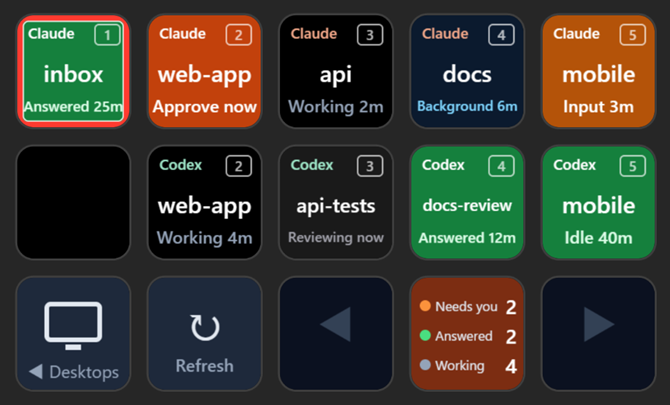 Claude 1
inbox
Answered 25m
Claude 2
web-app
Approve now
Claude 3
api
Working 2m
Claude 4
docs
Background 6m
Claude 5
mobile
Input 3m
Codex 2
web-app
Working 4m
Codex 3
api-tests
Reviewing now
Codex 4
docs-review
Answered 12m
Codex 5
mobile
Idle 40m
◀ Desktops
Refresh
Needs you 2
Answered 2
Working 4